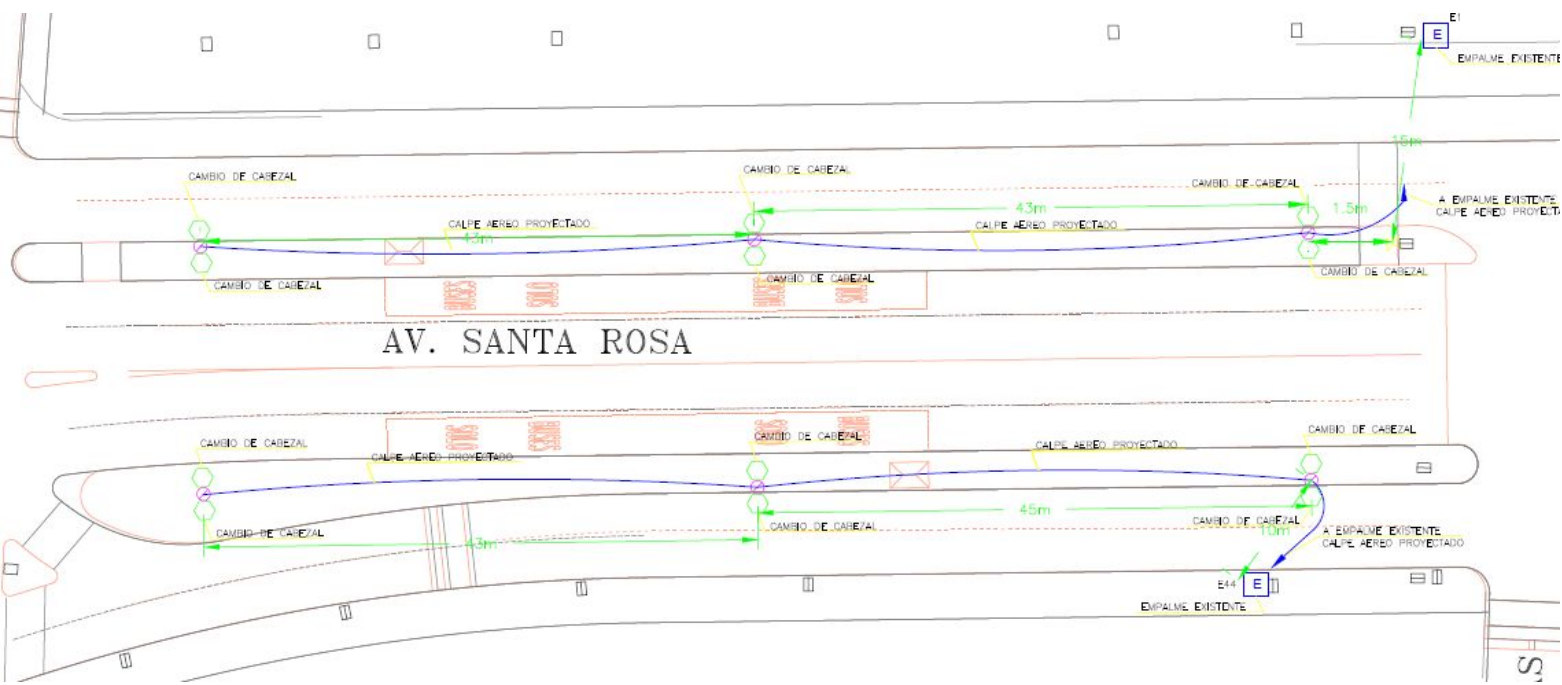 E1
E
EMPALME EXISTENTE
15m
CAMBIO DE CABEZAL
CAMBIO DE CABEZAL
CAMBIO DE CABEZAL
A EMPALME EXISTENTE
CALPE AEREO PROYECTA
43m
1.5m
CALPE AEREO PROYECTADO
43m
CALPE AEREO PROYECTADO
CAMBIO DE CABEZAL
CAMBIO DE CABEZAL
CAMBIO DE CABEZAL
AV. SANTA ROSA
CAMBIO DE CABEZAL
CAMBIO DE CABEZAL
CAMBIO DE CABEZAL
CALPE AEREO PROYECTADO
CALPE AEREO PROYECTADO
45m
CAMBIO DE CABEZAL
CAMBIO DE CABEZAL
CAMBIO DE CABEZAL
43m
10m
A EMPALME EXISTENTE
CALPE AEREO PROYECTADO
E44
E
EMPALME EXISTENTE
S